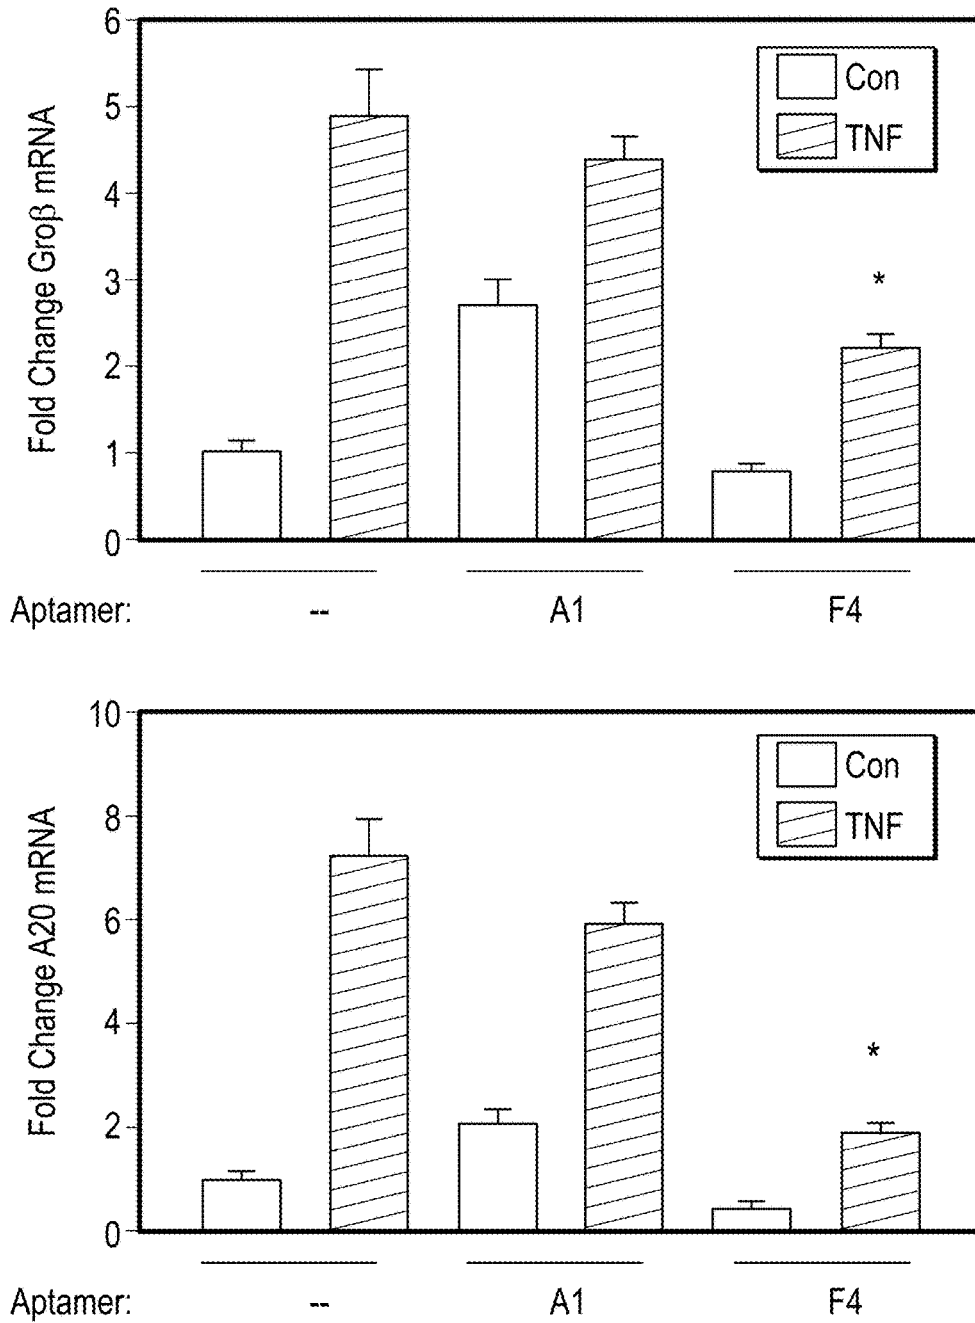 Fold Change Groβ mRNA
6
5
4
3
2
1
0
Con
TNF
*
Aptamer: -- A1 F4
Fold Change A20 mRNA
10
8
6
4
2
0
Con
TNF
*
Aptamer: -- A1 F4